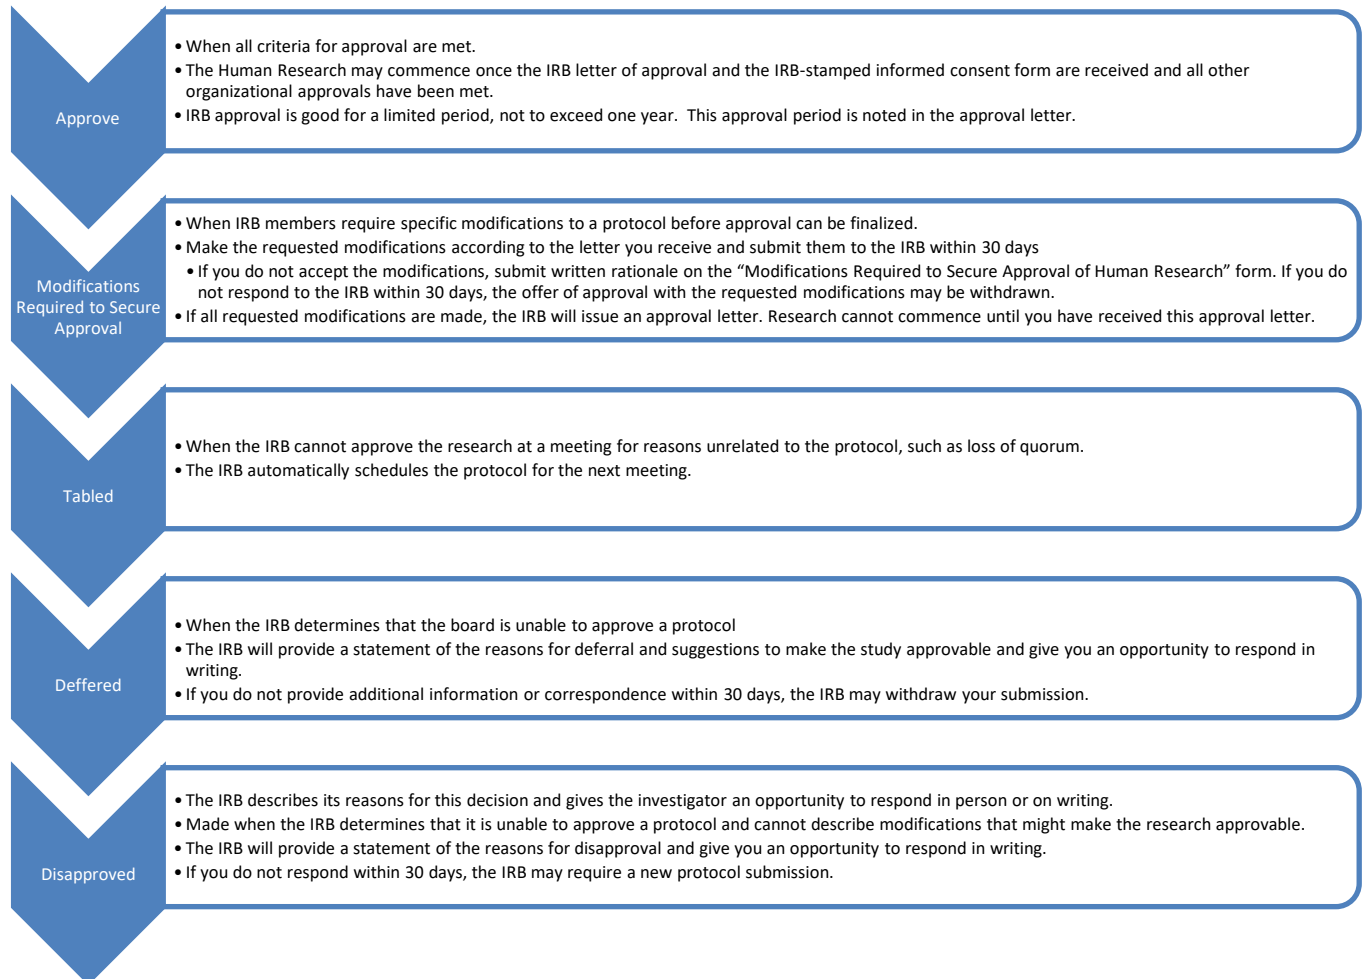 Approve
• When all criteria for approval are met.
• The Human Research may commence once the IRB letter of approval and the IRB-stamped informed consent form are received and all other
organizational approvals have been met.
• IRB approval is good for a limited period, not to exceed one year.  This approval period is noted in the approval letter.
Modifications
Required to Secure
Approval
• When IRB members require specific modifications to a protocol before approval can be finalized.
• Make the requested modifications according to the letter you receive and submit them to the IRB within 30 days
• If you do not accept the modifications, submit written rationale on the “Modifications Required to Secure Approval of Human Research” form. If you do
not respond to the IRB within 30 days, the offer of approval with the requested modifications may be withdrawn.
• If all requested modifications are made, the IRB will issue an approval letter. Research cannot commence until you have received this approval letter.
Tabled
• When the IRB cannot approve the research at a meeting for reasons unrelated to the protocol, such as loss of quorum.
• The IRB automatically schedules the protocol for the next meeting.
Deffered
• When the IRB determines that the board is unable to approve a protocol
• The IRB will provide a statement of the reasons for deferral and suggestions to make the study approvable and give you an opportunity to respond in
writing.
• If you do not provide additional information or correspondence within 30 days, the IRB may withdraw your submission.
Disapproved
• The IRB describes its reasons for this decision and gives the investigator an opportunity to respond in person or on writing.
• Made when the IRB determines that it is unable to approve a protocol and cannot describe modifications that might make the research approvable.
• The IRB will provide a statement of the reasons for disapproval and give you an opportunity to respond in writing.
• If you do not respond within 30 days, the IRB may require a new protocol submission.